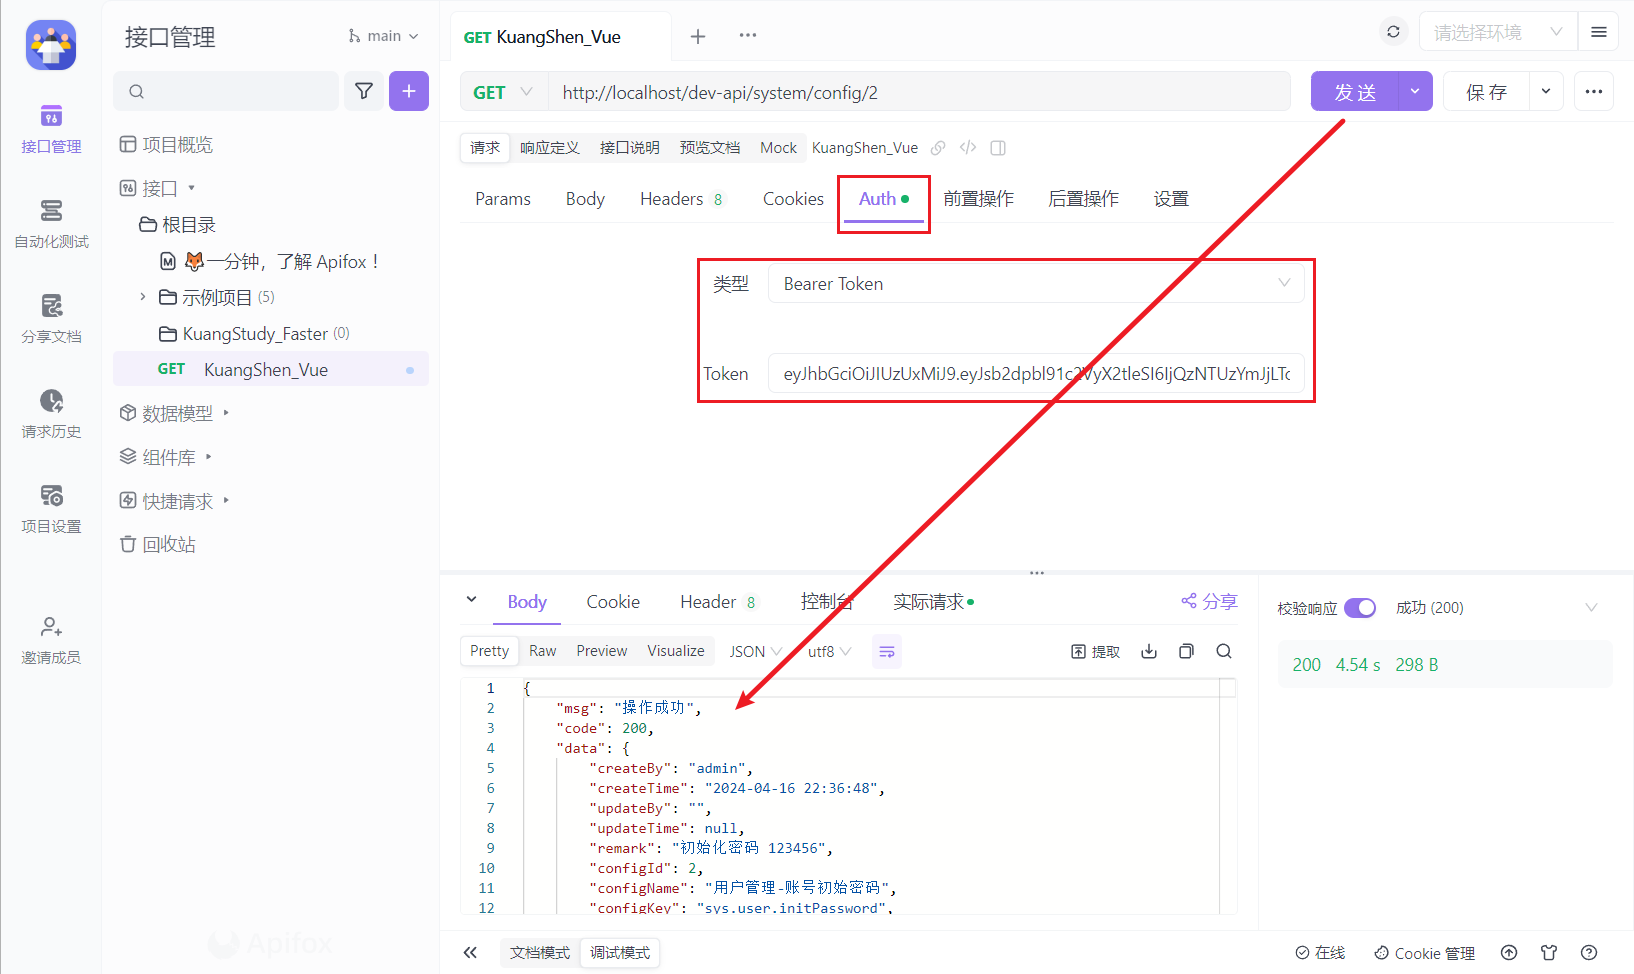 接口管理
main
GET KuangShen_Vue
请选择环境
GET
http://localhost/dev-api/system/config/2
发 送
保 存
接口管理
自动化测试
分享文档
请求历史
项目设置
邀请成员
项目概览
接口
根目录
🦊一分钟，了解 Apifox！
示例项目 (5)
KuangStudy_Faster (0)
GET KuangShen_Vue
数据模型
组件库
快捷请求
回收站
请求 响应定义 接口说明 预览文档 Mock KuangShen_Vue
Params Body Headers 8 Cookies Auth 前置操作 后置操作 设置
类型 Bearer Token
Token
Body Cookie Header 8 控制台 实际请求 分享
校验响应 成功 (200)
Pretty Raw Preview Visualize JSON utf8 提取
200 4.54 s 298 B
1 {
2 "msg": "操作成功",
3 "code": 200,
4 "data": {
5 "createBy": "admin",
6 "createTime": "2024-04-16 22:36:48",
7 "updateBy": "",
8 "updateTime": null,
9 "remark": "初始化密码 123456",
10 "configId": 2,
11 "configName": "用户管理-账号初始密码",
12 "configKey": "sys.user.initPassword",
Apifox
文档模式 调试模式
在线 Cookie 管理